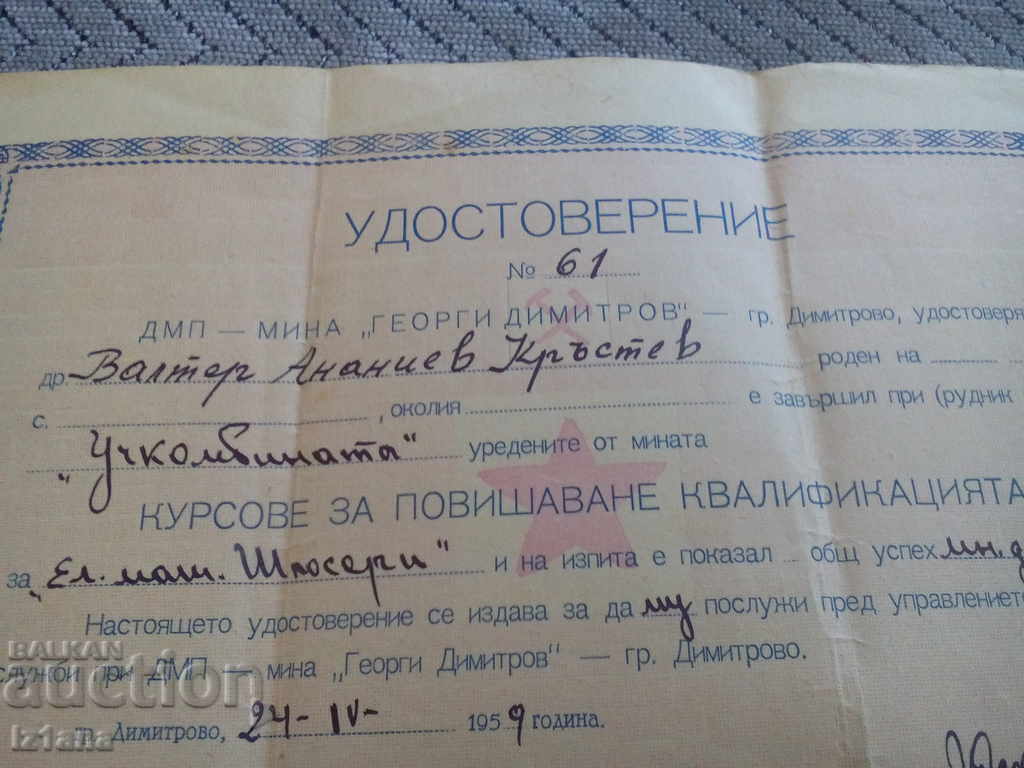 УДОСТОВЕРЕНИЕ
№ 61
ДМП — МИНА „ГЕОРГИ ДИМИТРОВ" — гр. Димитрово, удостоверя
др. Валтер Ананиев Кръстев роден на
с. , околия е завършил при (рудник
„Учкомбината" уредените от мината
КУРСОВЕ ЗА ПОВИШАВАНЕ КВАЛИФИКАЦИЯТА
за „Ел. маш. Шлосери" и на изпита е показал общ успех мн. д
Настоящето удостоверение се издава за да му послужи пред управлението
служби при ДМП — мина „Георги Димитров" — гр. Димитрово.
гр. Димитрово, 24 - IV - 1959 година.
BALKAN
auction
iz1alia